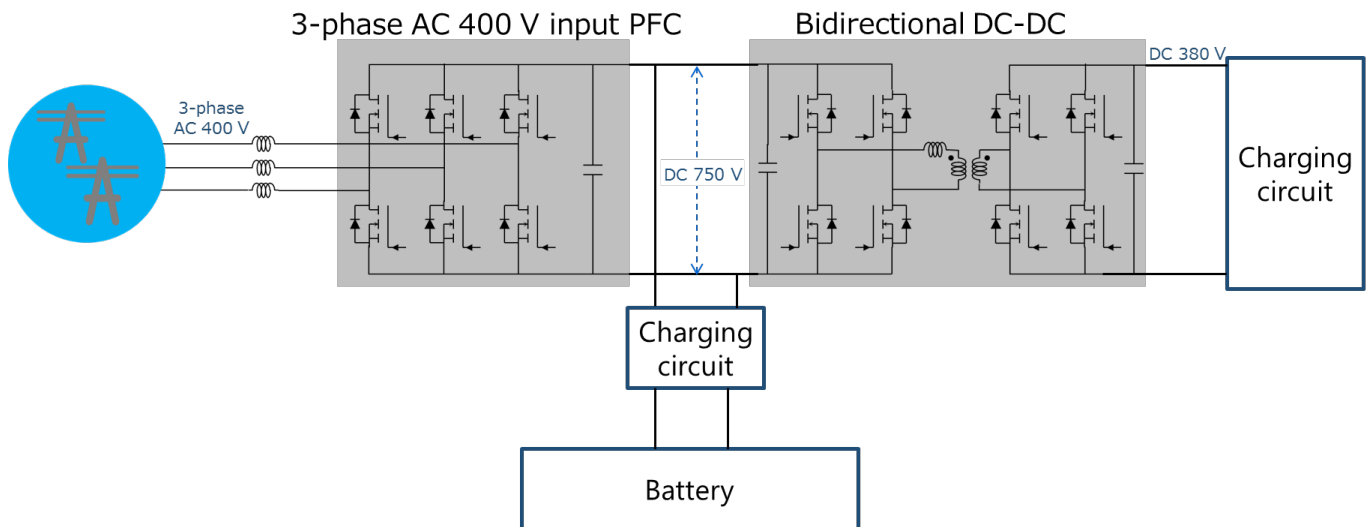 3-phase AC 400 V input PFC
Bidirectional DC-DC
3-phase
AC 400 V
DC 750 V
DC 380 V
Charging
circuit
Charging
circuit
Battery